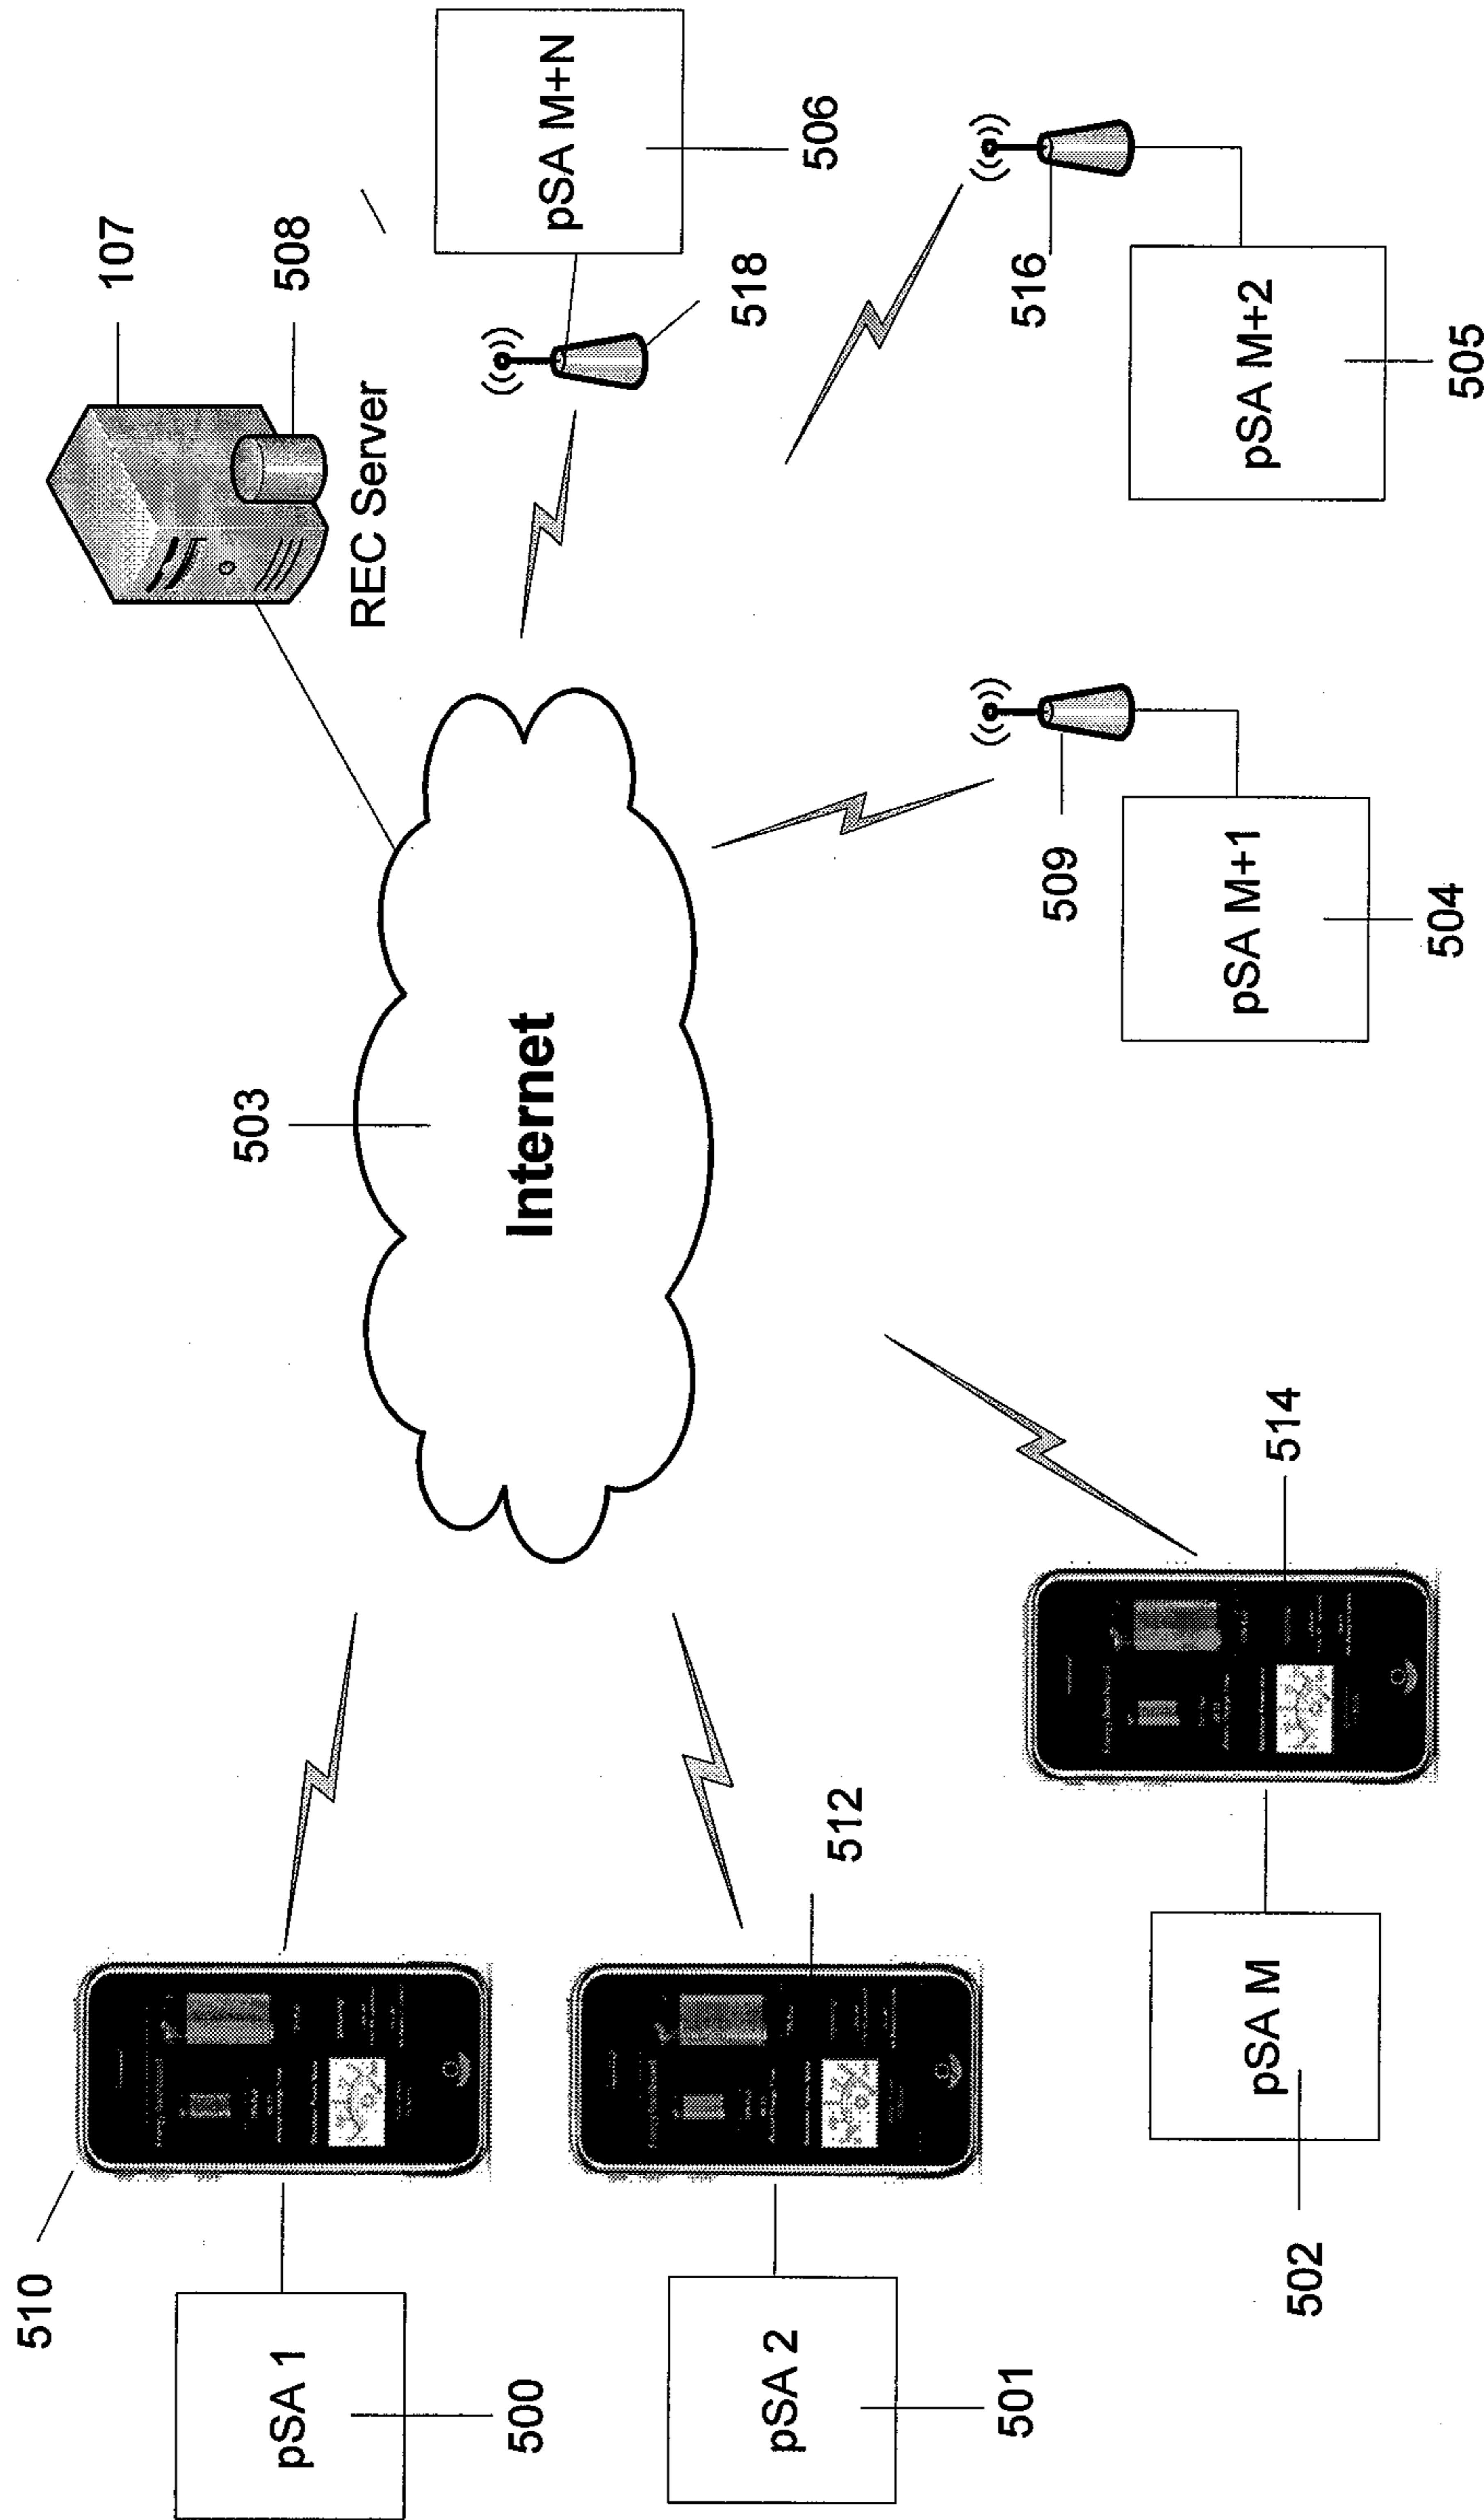 510
pSA 1
500
pSA 2
501
512
pSA M
502
514
503
Internet
107
508
REC Server
pSA M+N
506
518
509
pSA M+1
504
516
pSA M+2
505